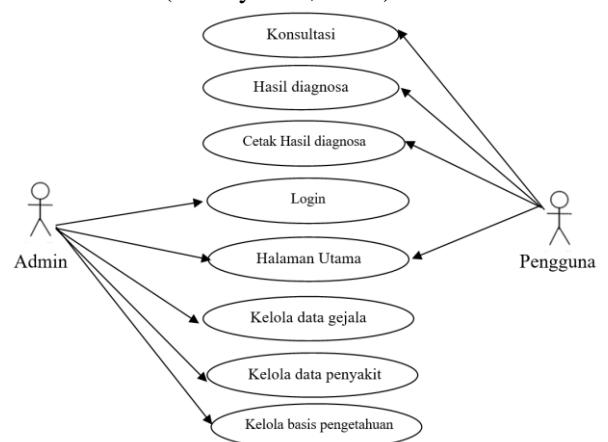 Konsultasi
Hasil diagnosa
Cetak Hasil diagnosa
Login
Halaman Utama
Admin
Pengguna
Kelola data gejala
Kelola data penyakit
Kelola basis pengetahuan